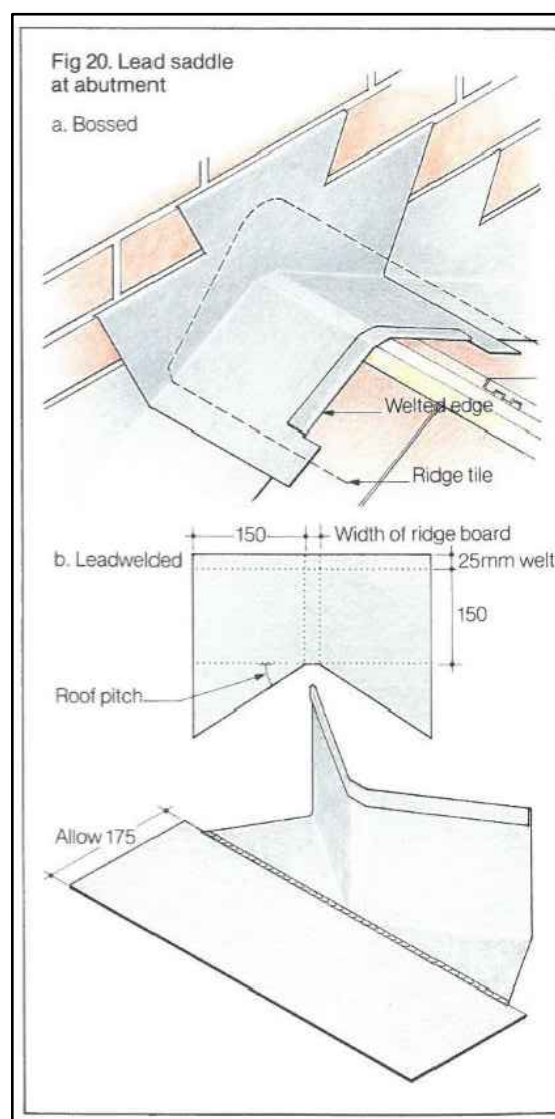 Fig 20. Lead saddle
at abutment
a. Bossed
Welted edge
Ridge tile
150
Width of ridge board
b. Leadwelded
25mm welt
150
Roof pitch
Allow 175